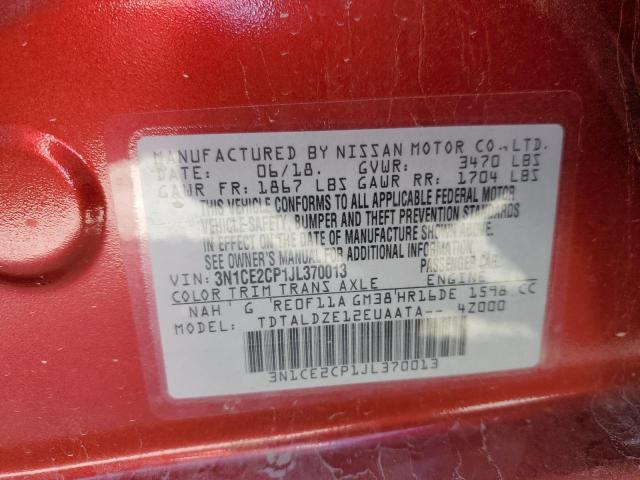 MANUFACTURED BY NISSAN MOTOR CO.,LTD.
DATE: 06/18. GVWR: 3470 LBS
GAWR FR: 1867 LBS GAWR RR: 1704 LBS
THIS VEHICLE CONFORMS TO ALL APPLICABLE FEDERAL MOTOR
VEHICLE-SAFETY, BUMPER AND THEFT PREVENTION STANDARDS
IN EFFECT ON THE DATE OF MANUFACTURE SHOWN ABOVE.
SEE OWNER'S MANUAL FOR ADDITIONAL INFORMATION
PASSENGER CAR
VIN: 3N1CE2CP1JL370013
COLOR TRIM TRANS AXLE ENGINE
NAH G RE0F11A GM38 HR16DE 1598 CC
TDTALDZE12EUAATA-- 4Z000
MDT
3N1CE2CP1JL370013